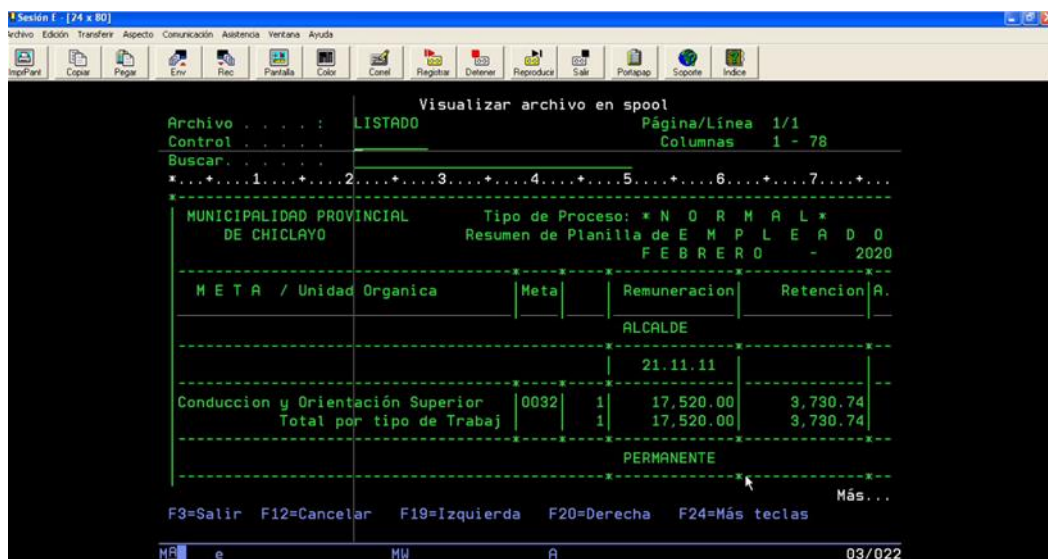 Sesión E - [24 x 80]
Archivo Edición Transferir Aspecto Comunicación Asistencia Ventana Ayuda
ImprPant Copiar Pegar Env Rec Pantalla Color Correl Registrar Detener Reproducir Salir Portapap Soporte Indice
Visualizar archivo en spool
Archivo . . . . . : LISTADO Página/Línea 1/1
Control . . . . . Columnas 1 - 78
Buscar. . . . . .
*...+....1....+....2....+....3....+....4....+....5....+....6....+....7....+...
MUNICIPALIDAD PROVINCIAL Tipo de Proceso: * N O R M A L *
DE CHICLAYO Resumen de Planilla de E M P L E A D O
F E B R E R O - 2020
M E T A / Unidad Organica Meta Remuneracion Retencion A.
ALCALDE
21.11.11
Conduccion y Orientación Superior 0032 1 17,520.00 3,730.74
Total por tipo de Trabaj 1 17,520.00 3,730.74
PERMANENTE
Más...
F3=Salir F12=Cancelar F19=Izquierda F20=Derecha F24=Más teclas
MA e MW A 03/022